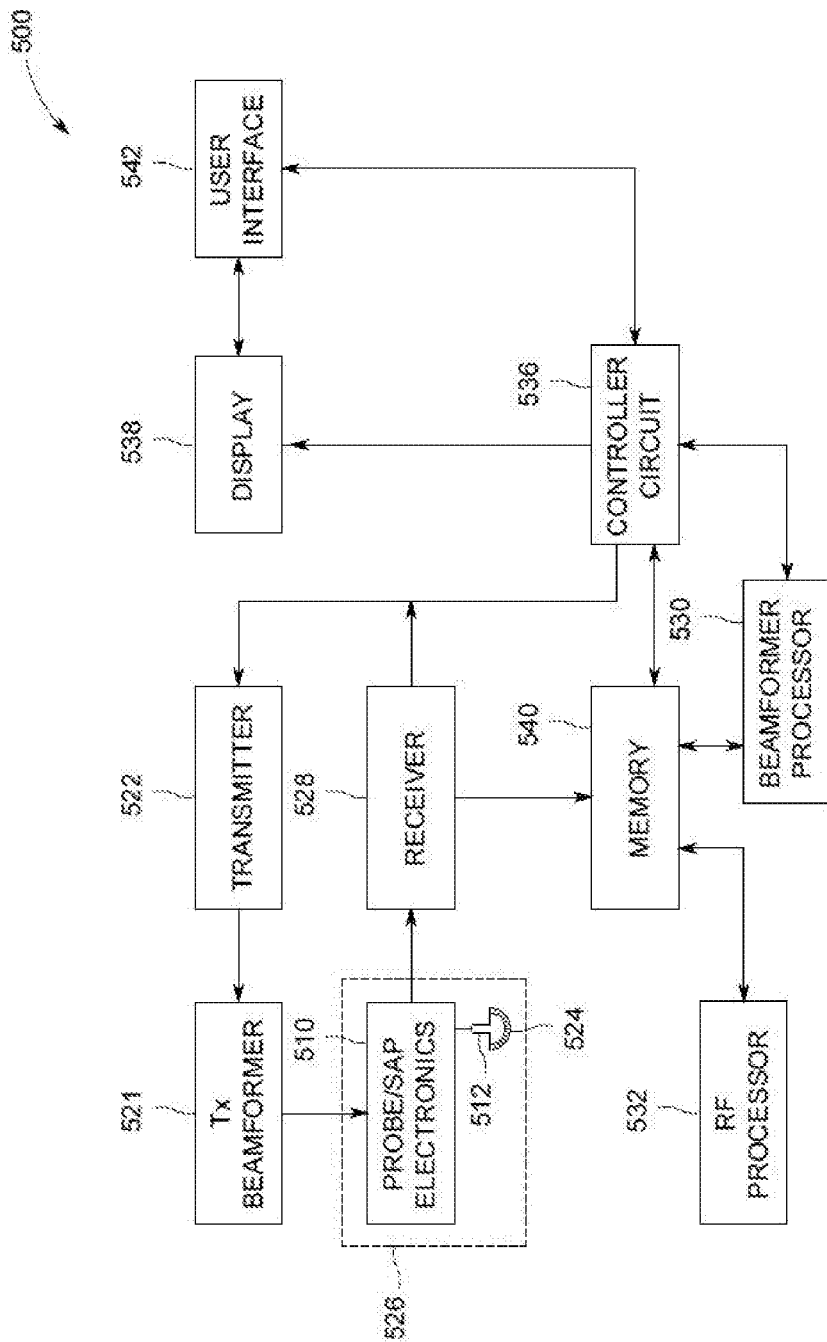 500
521
Tx
BEAMFORMER
522
TRANSMITTER
538
DISPLAY
542
USER
INTERFACE
526
510
PROBE/SAP
ELECTRONICS
512
524
528
RECEIVER
532
RF
PROCESSOR
540
MEMORY
536
CONTROLLER
CIRCUIT
530
BEAMFORMER
PROCESSOR